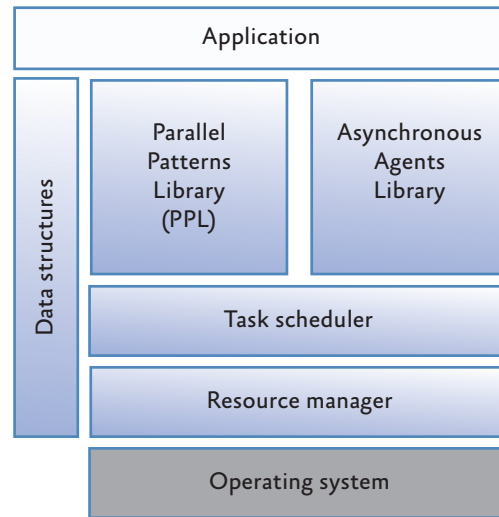 Application
Data structures
Parallel
Patterns
Library
(PPL)
Asynchronous
Agents
Library
Task scheduler
Resource manager
Operating system